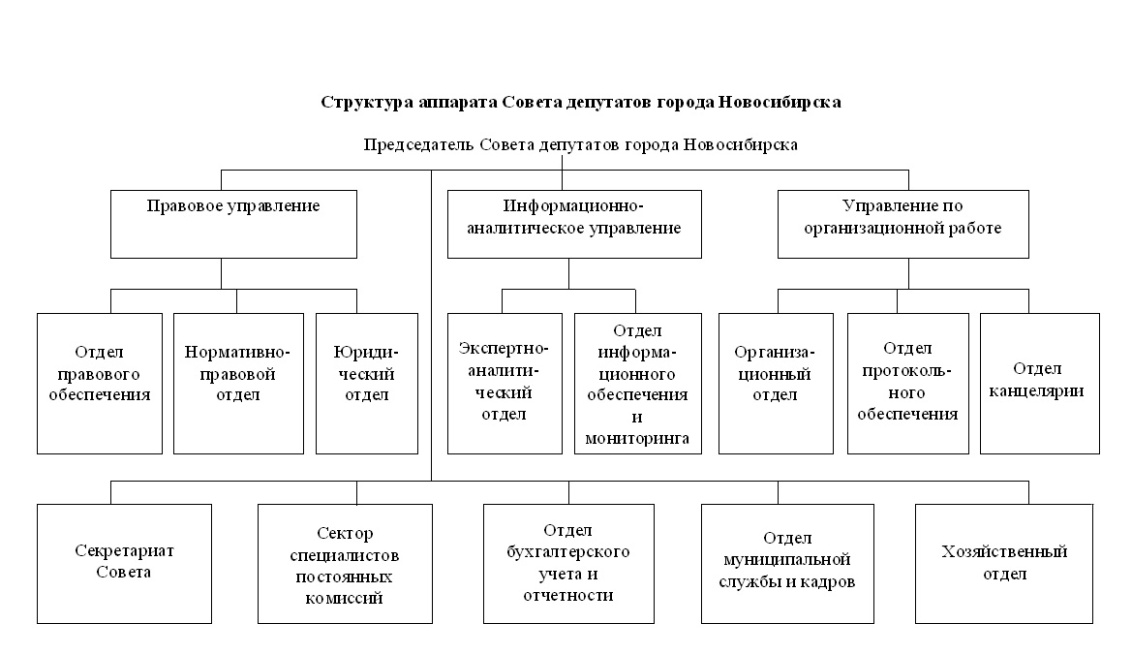 Структура аппарата Совета депутатов города Новосибирска
Председатель Совета депутатов города Новосибирска
Правовое управление
Информационно-
аналитическое управление
Управление по
организационной работе
Отдел
правового
обеспечения
Нормативно-
правовой
отдел
Юриди-
ческий
отдел
Экспертно-
аналити-
ческий
отдел
Отдел
информа-
ционного
обеспечения
и
мониторинга
Организа-
ционный
отдел
Отдел
протоколь-
ного
обеспечения
Отдел
канцелярии
Секретариат
Совета
Сектор
специалистов
постоянных
комиссий
Отдел
бухгалтерского
учета и
отчетности
Отдел
муниципальной
службы и кадров
Хозяйственный
отдел